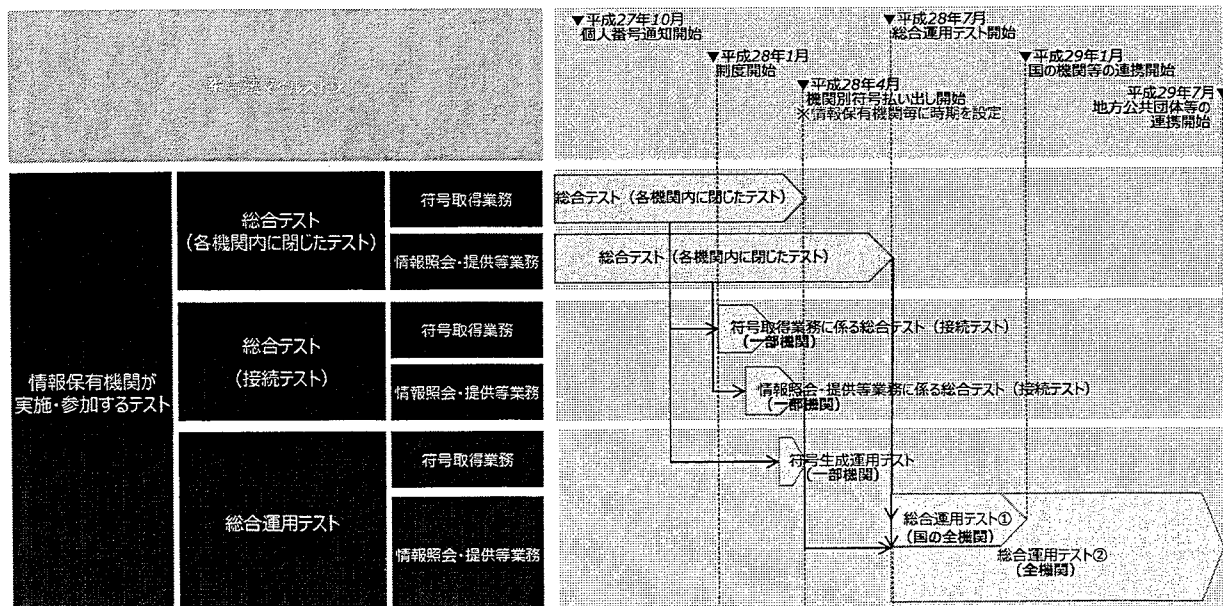 ▼平成27年10月
個人番号通知開始
▼平成28年1月
制度開始
▼平成28年4月
機関別符号払い出し開始
※情報保有機関毎に時期を設定
▼平成28年7月
総合運用テスト開始
▼平成29年1月
国の機関等の連携開始
平成29年7月▼
地方公共団体等の
連携開始
情報保有機関が
実施・参加するテスト
総合テスト
(各機関内に閉じたテスト)
符号取得業務
総合テスト（各機関内に閉じたテスト）
情報照会・提供等業務
総合テスト（各機関内に閉じたテスト）
総合テスト
(接続テスト)
符号取得業務
符号取得業務に係る総合テスト（接続テスト）
(一部機関)
情報照会・提供等業務
情報照会・提供等業務に係る総合テスト（接続テスト）
(一部機関)
総合運用テスト
符号取得業務
符号生成運用テスト
(一部機関)
情報照会・提供等業務
総合運用テスト①
(国の全機関)
総合運用テスト②
(全機関)